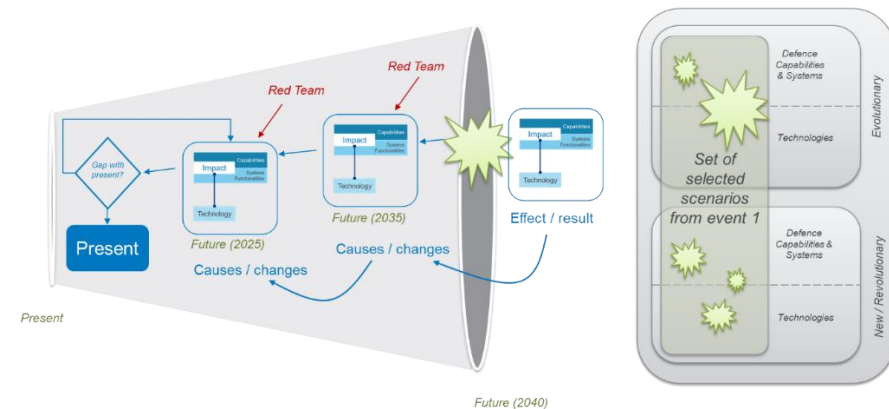 Red Team
Red Team
Capabilities
Impact
Systems
Functionalities
Technology
Future (2025)
Capabilities
Impact
Systems
Functionalities
Technology
Future (2035)
Capabilities
Impact
Systems
Functionalities
Technology
Effect / result
Gap with
present?
Present
Causes / changes
Causes / changes
Present
Future (2040)
Defence
Capabilities
& Systems
Technologies
Evolutionary
Set of
selected
scenarios
from event 1
Defence
Capabilities &
Systems
Technologies
New / Revolutionary